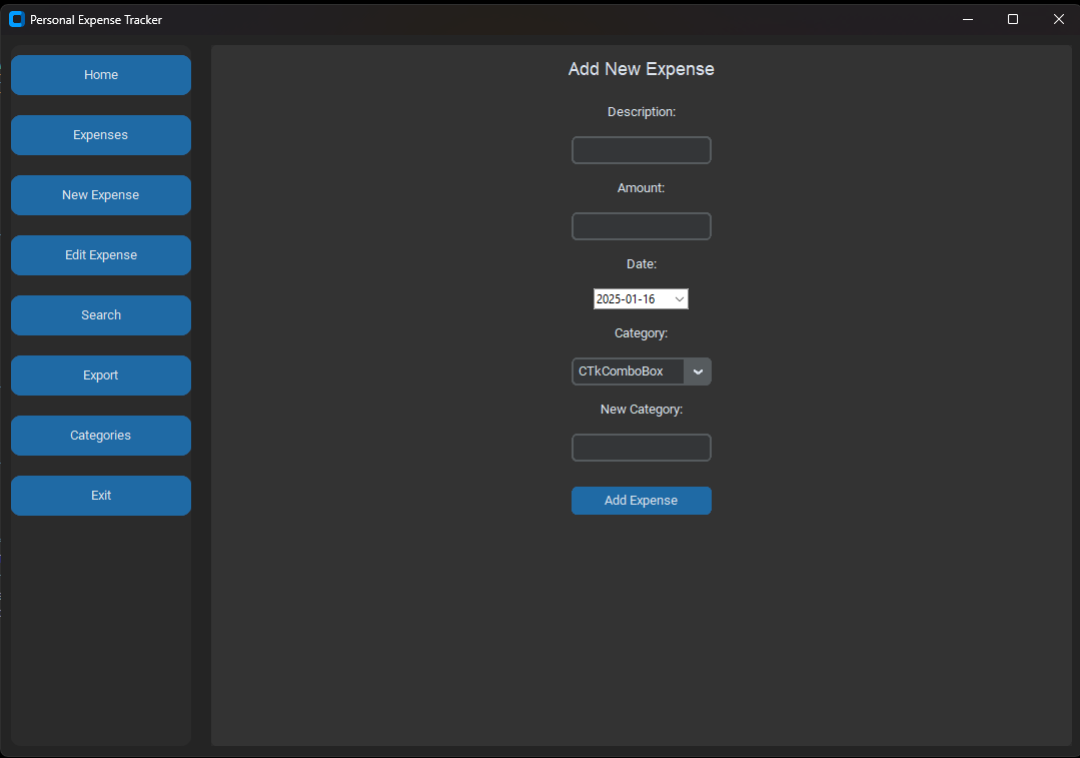 Personal Expense Tracker
Home
Expenses
New Expense
Edit Expense
Search
Export
Categories
Exit
Add New Expense
Description:
Amount:
Date:
2025-01-16
Category:
CTkComboBox
New Category:
Add Expense